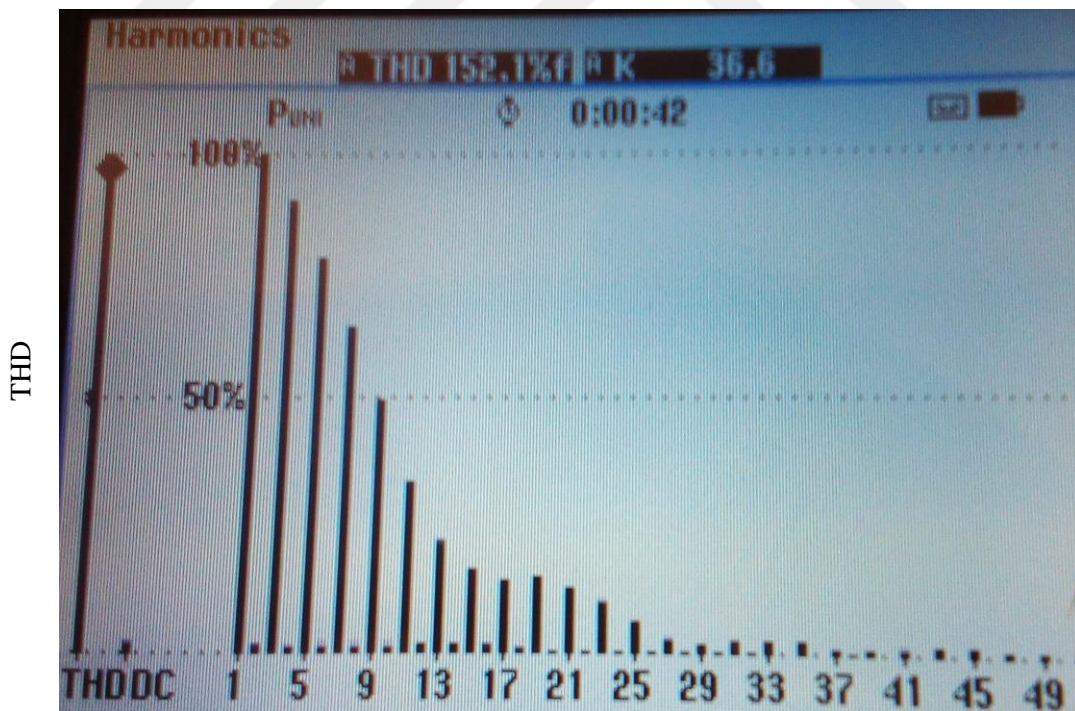 Harmonics
A THD 152.1%f A K 36.6
PUNI 0:00:42
THD
100%
50%
THDDC 1 5 9 13 17 21 25 29 33 37 41 45 49